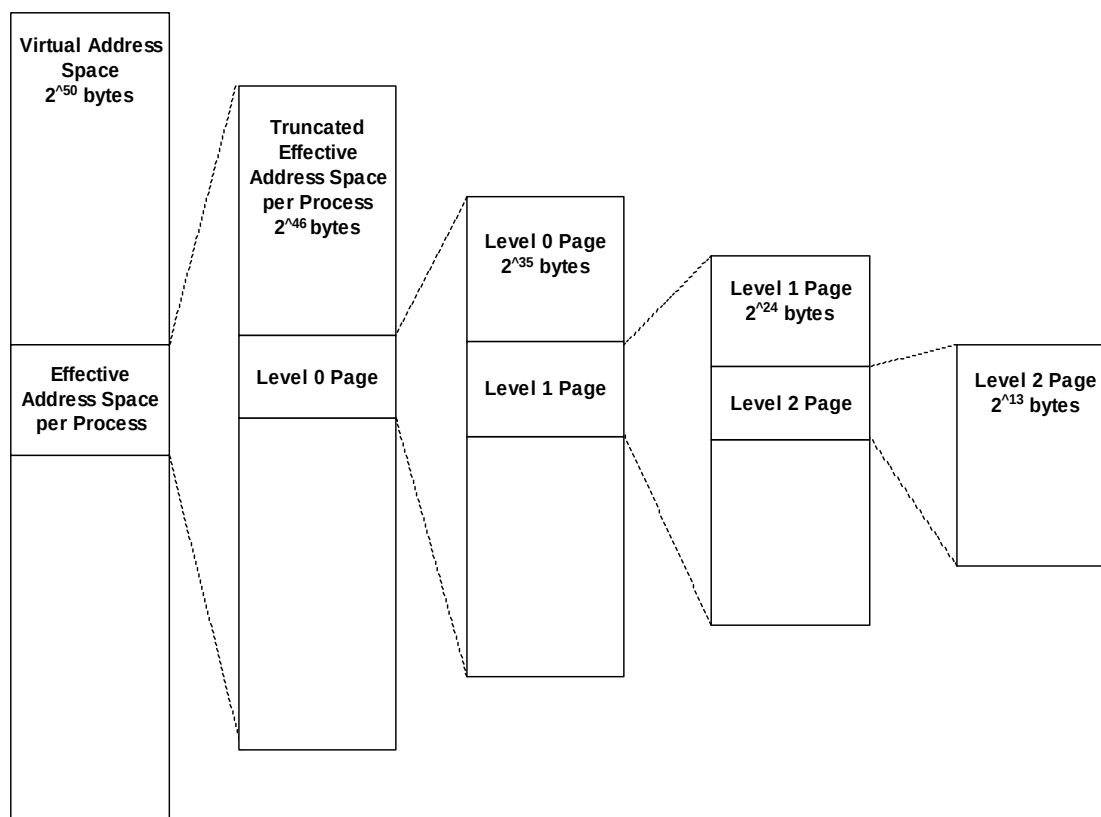 Virtual Address
Space
2^50 bytes
Effective
Address Space
per Process
Truncated
Effective
Address Space
per Process
2^46 bytes
Level 0 Page
Level 0 Page
2^35 bytes
Level 1 Page
Level 1 Page
2^24 bytes
Level 2 Page
Level 2 Page
2^13 bytes